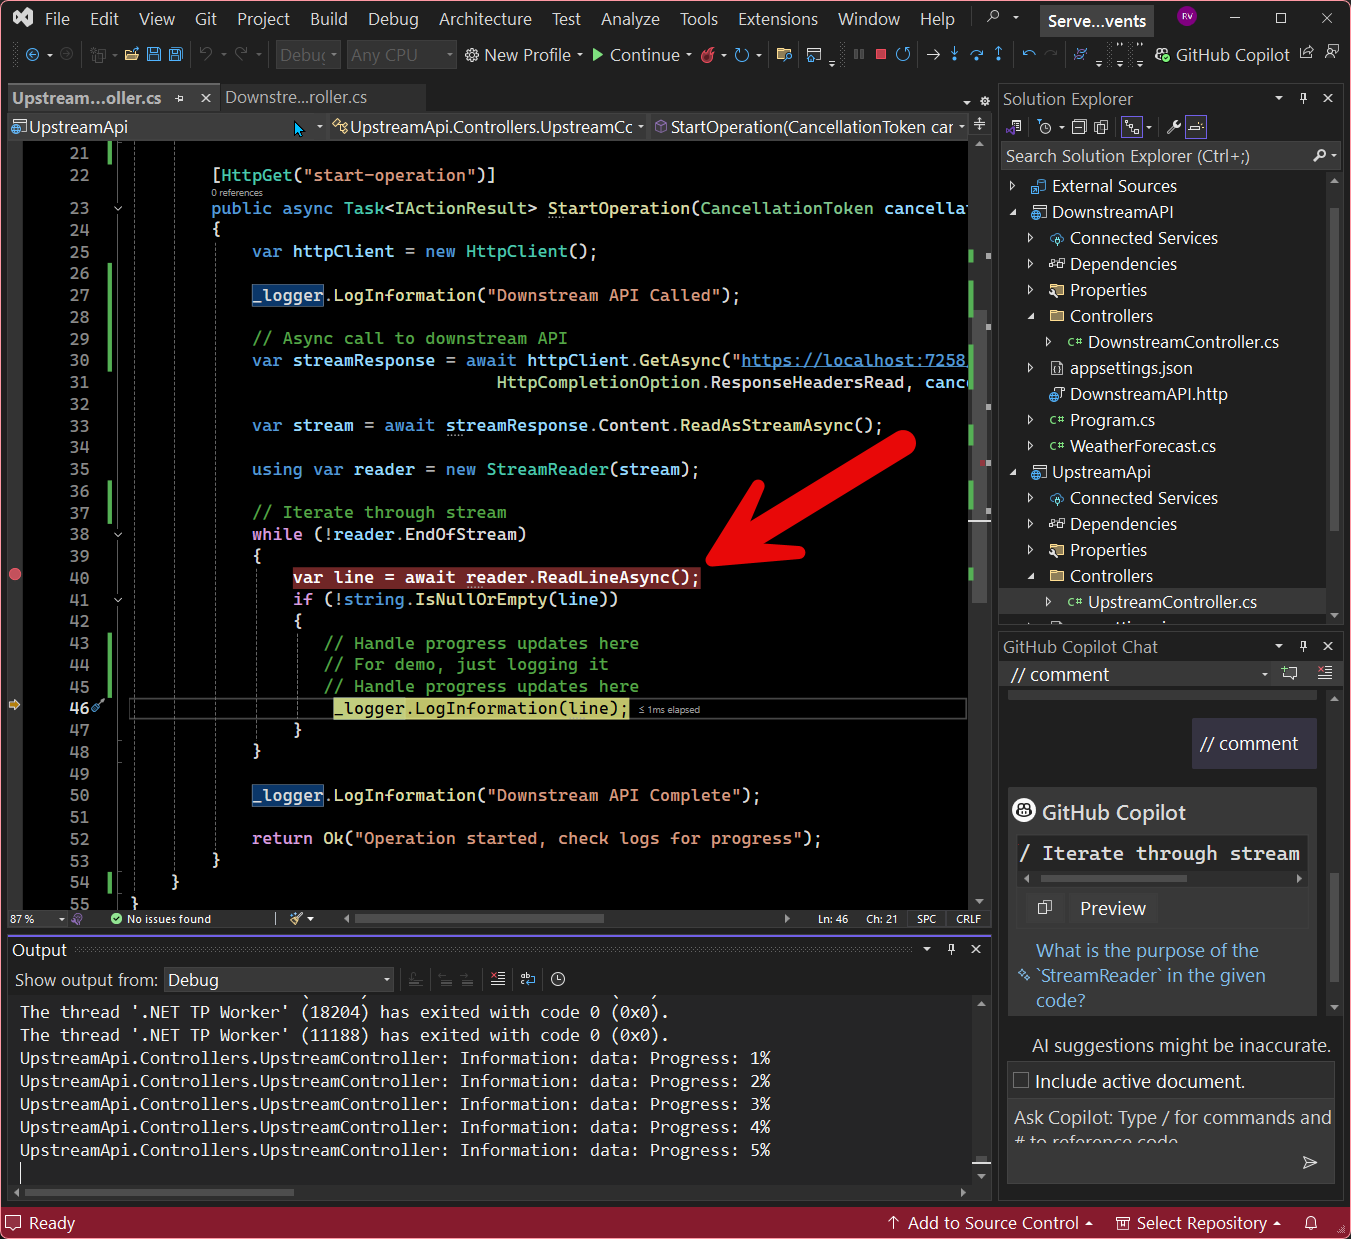 File Edit View Git Project Build Debug Architecture Test Analyze Tools Extensions Window Help Serve...vents RV
Debug Any CPU New Profile Continue GitHub Copilot
Upstream...oller.cs Downstre...roller.cs
UpstreamApi UpstreamApi.Controllers.UpstreamCc StartOperation(CancellationToken car
21
22 [HttpGet("start-operation")]
0 references
23 public async Task<IActionResult> StartOperation(CancellationToken cancella
24 {
25 var httpClient = new HttpClient();
26
27 _logger.LogInformation("Downstream API Called");
28
29 // Async call to downstream API
30 var streamResponse = await httpClient.GetAsync("https://localhost:7258
31 HttpCompletionOption.ResponseHeadersRead, canc
32
33 var stream = await streamResponse.Content.ReadAsStreamAsync();
34
35 using var reader = new StreamReader(stream);
36
37 // Iterate through stream
38 while (!reader.EndOfStream)
39 {
40 var line = await reader.ReadLineAsync();
41 if (!string.IsNullOrEmpty(line))
42 {
43 // Handle progress updates here
44 // For demo, just logging it
45 // Handle progress updates here
46 _logger.LogInformation(line); ≤ 1ms elapsed
47 }
48 }
49
50 _logger.LogInformation("Downstream API Complete");
51
52 return Ok("Operation started, check logs for progress");
53 }
54 }
55 }
87 % No issues found Ln: 46 Ch: 21 SPC CRLF
Output
Show output from: Debug
The thread '.NET TP Worker' (18204) has exited with code 0 (0x0).
The thread '.NET TP Worker' (11188) has exited with code 0 (0x0).
UpstreamApi.Controllers.UpstreamController: Information: data: Progress: 1%
UpstreamApi.Controllers.UpstreamController: Information: data: Progress: 2%
UpstreamApi.Controllers.UpstreamController: Information: data: Progress: 3%
UpstreamApi.Controllers.UpstreamController: Information: data: Progress: 4%
UpstreamApi.Controllers.UpstreamController: Information: data: Progress: 5%
Solution Explorer
Search Solution Explorer (Ctrl+;)
External Sources
DownstreamAPI
Connected Services
Dependencies
Properties
Controllers
C# DownstreamController.cs
appsettings.json
DownstreamAPI.http
C# Program.cs
C# WeatherForecast.cs
UpstreamApi
Connected Services
Dependencies
Properties
Controllers
C# UpstreamController.cs
GitHub Copilot Chat
// comment
// comment
GitHub Copilot
/ Iterate through stream
Preview
What is the purpose of the
`StreamReader` in the given
code?
AI suggestions might be inaccurate.
Include active document.
Ask Copilot: Type / for commands and
# to reference code
Ready Add to Source Control Select Repository